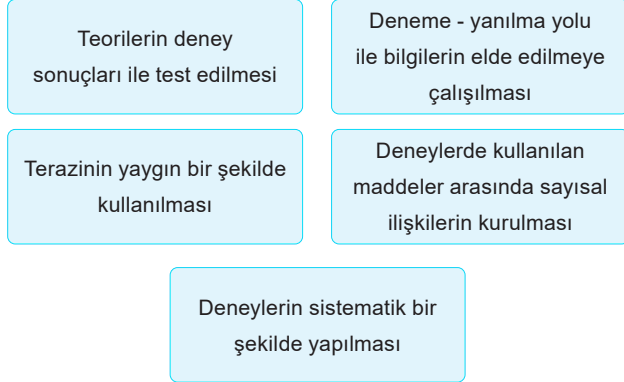 Teorilerin deney
sonuçları ile test edilmesi
Deneme - yanılma yolu
ile bilgilerin elde edilmeye
çalışılması
Terazinin yaygın bir şekilde
kullanılması
Deneylerde kullanılan
maddeler arasında sayısal
ilişkilerin kurulması
Deneylerin sistematik bir
şekilde yapılması